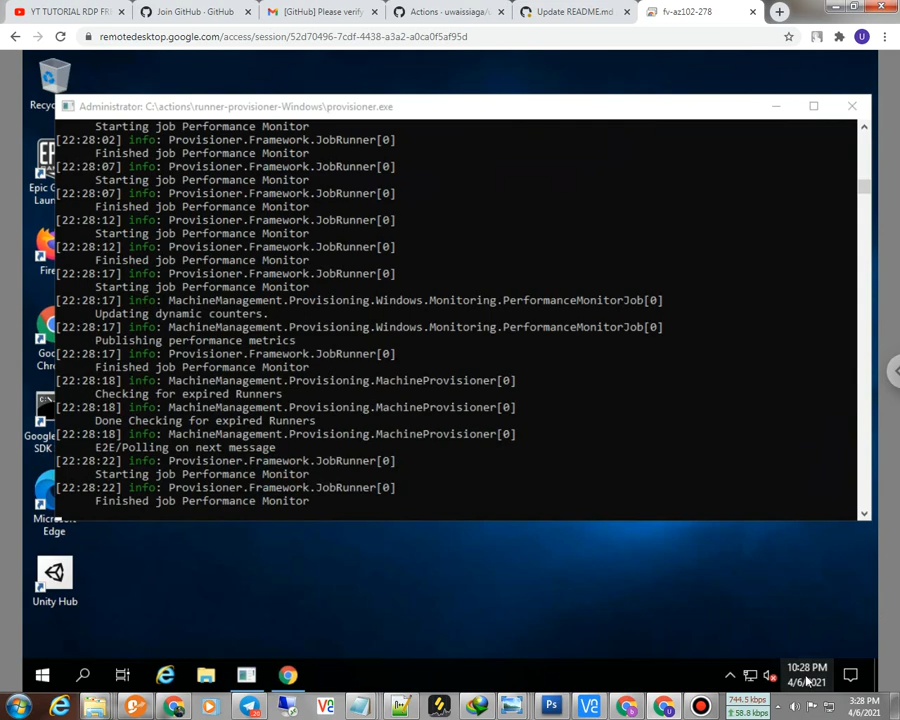 YT TUTORIAL RDP FR
Join GitHub · GitHub
[GitHub] Please verify
Actions · uwaissiaga/u
Update README.md
fv-az102-278
remotedesktop.google.com/access/session/52d70496-7cdf-4438-a3a2-a0ca0f5af95d
U
Recyc
Administrator: C:\actions\runner-provisioner-Windows\provisioner.exe
Starting job Performance Monitor
[22:28:02] info: Provisioner.Framework.JobRunner[0]
Finished job Performance Monitor
[22:28:07] info: Provisioner.Framework.JobRunner[0]
Starting job Performance Monitor
[22:28:07] info: Provisioner.Framework.JobRunner[0]
Finished job Performance Monitor
[22:28:12] info: Provisioner.Framework.JobRunner[0]
Starting job Performance Monitor
[22:28:12] info: Provisioner.Framework.JobRunner[0]
Finished job Performance Monitor
[22:28:17] info: Provisioner.Framework.JobRunner[0]
Starting job Performance Monitor
[22:28:17] info: MachineManagement.Provisioning.Windows.Monitoring.PerformanceMonitorJob[0]
Updating dynamic counters.
[22:28:17] info: MachineManagement.Provisioning.Windows.Monitoring.PerformanceMonitorJob[0]
Publishing performance metrics
[22:28:17] info: Provisioner.Framework.JobRunner[0]
Finished job Performance Monitor
[22:28:18] info: MachineManagement.Provisioning.MachineProvisioner[0]
Checking for expired Runners
[22:28:18] info: MachineManagement.Provisioning.MachineProvisioner[0]
Done Checking for expired Runners
[22:28:18] info: MachineManagement.Provisioning.MachineProvisioner[0]
E2E/Polling on next message
[22:28:22] info: Provisioner.Framework.JobRunner[0]
Starting job Performance Monitor
[22:28:22] info: Provisioner.Framework.JobRunner[0]
Finished job Performance Monitor
Epic G
Laun
Fire
Goo
Chr
Google
SDK
Micros
Edge
Unity Hub
10:28 PM
4/6/2021
Ps
744.5 kbps
58.8 kbps
3:28 PM
4/6/2021